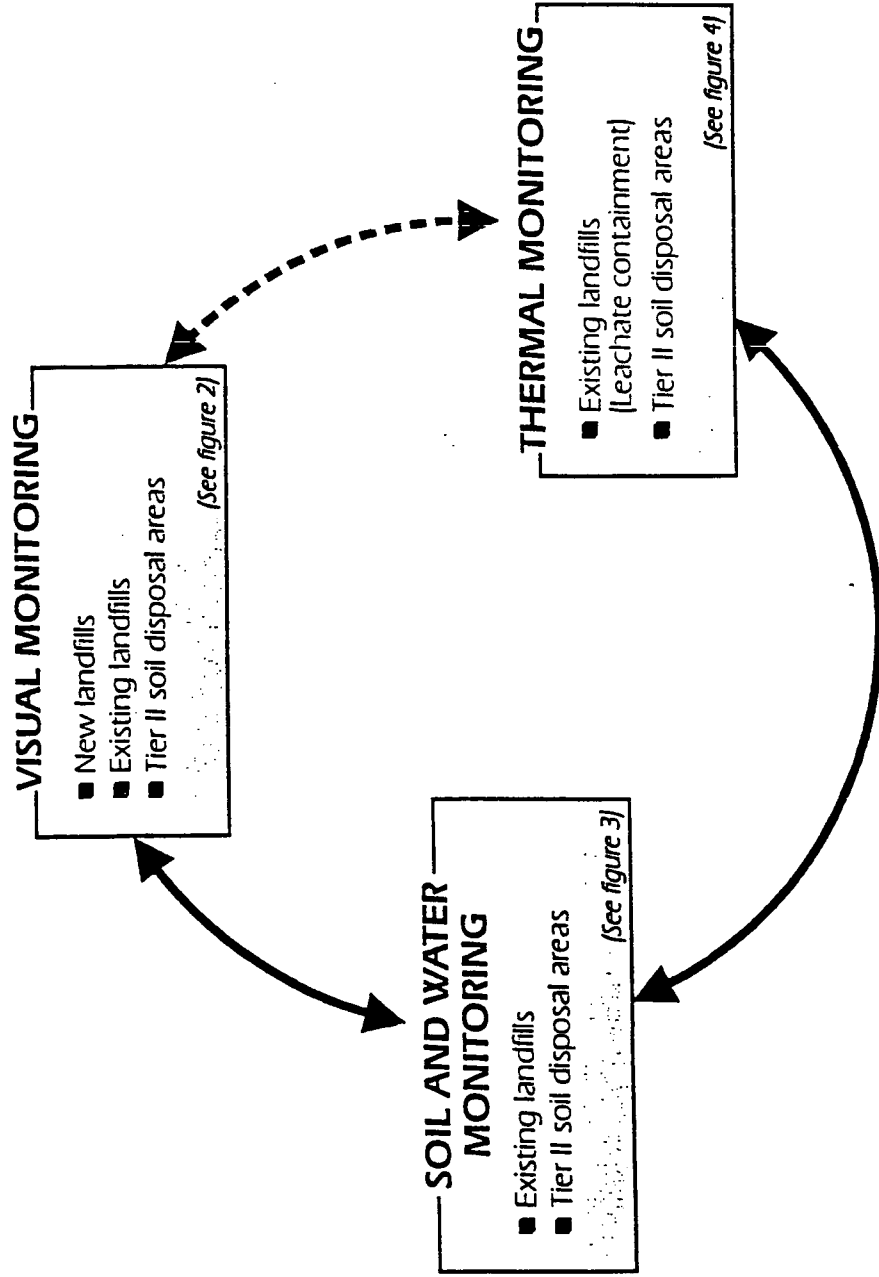 VISUAL MONITORING
■ New landfills
■ Existing landfills
■ Tier II soil disposal areas
(See figure 2)
SOIL AND WATER
MONITORING
■ Existing landfills
■ Tier II soil disposal areas
(See figure 3)
THERMAL MONITORING
■ Existing landfills
(Leachate containment)
■ Tier II soil disposal areas
(See figure 4)